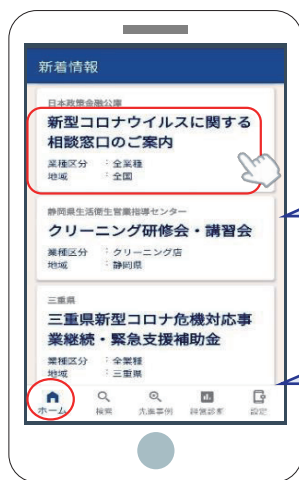 新着情報
日本政策金融公庫
新型コロナウイルスに関する
相談窓口のご案内
業種区分 : 全業種
地域 : 全国
静岡県生活衛生営業指導センター
クリーニング研修会・講習会
業種区分 : クリーニング店
地域 : 静岡県
三重県
三重県新型コロナ危機対応事
業継続・緊急支援補助金
業種区分 : 全業種
地域 : 三重県
ホーム 検索 先進事例 経営診断 設定